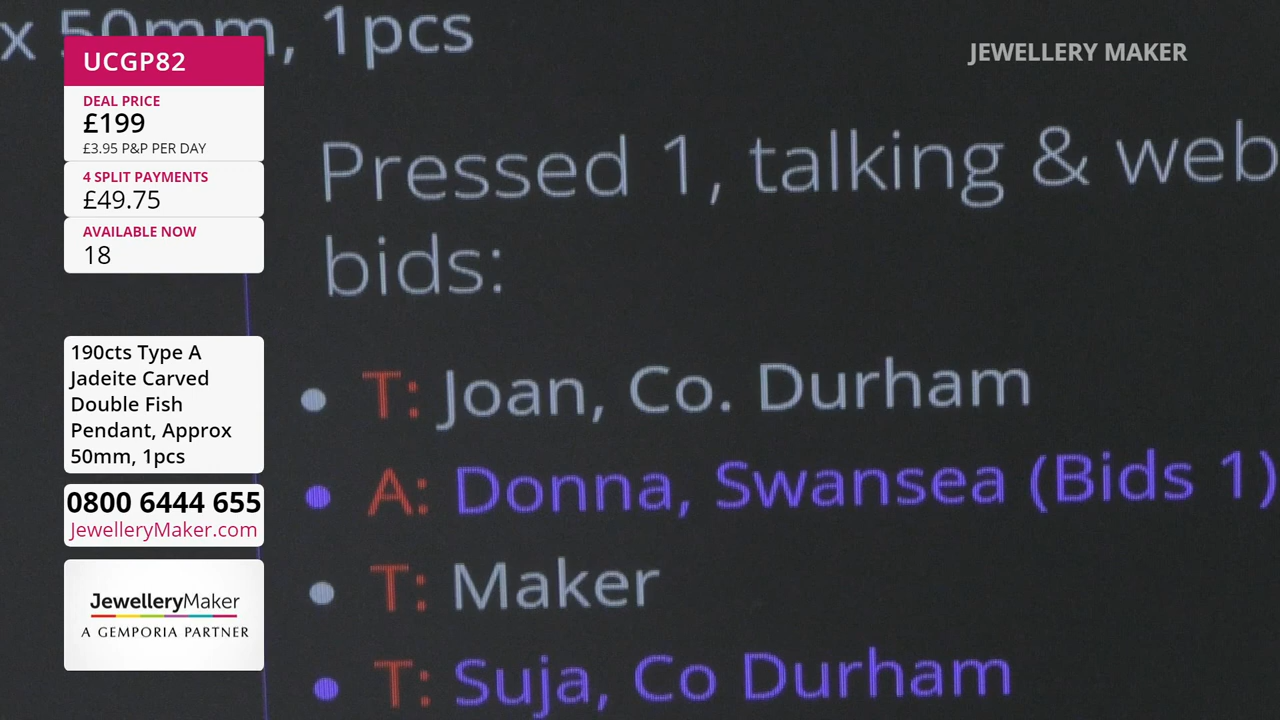 x 50mm, 1pcs
UCGP82
DEAL PRICE
£199
£3.95 P&P PER DAY
4 SPLIT PAYMENTS
£49.75
AVAILABLE NOW
18
190cts Type A
Jadeite Carved
Double Fish
Pendant, Approx
50mm, 1pcs
0800 6444 655
JewelleryMaker.com
JewelleryMaker
A GEMPORIA PARTNER
JEWELLERY MAKER
Pressed 1, talking & web
bids:
• T: Joan, Co. Durham
• A: Donna, Swansea (Bids 1)
• T: Maker
• T: Suja, Co Durham